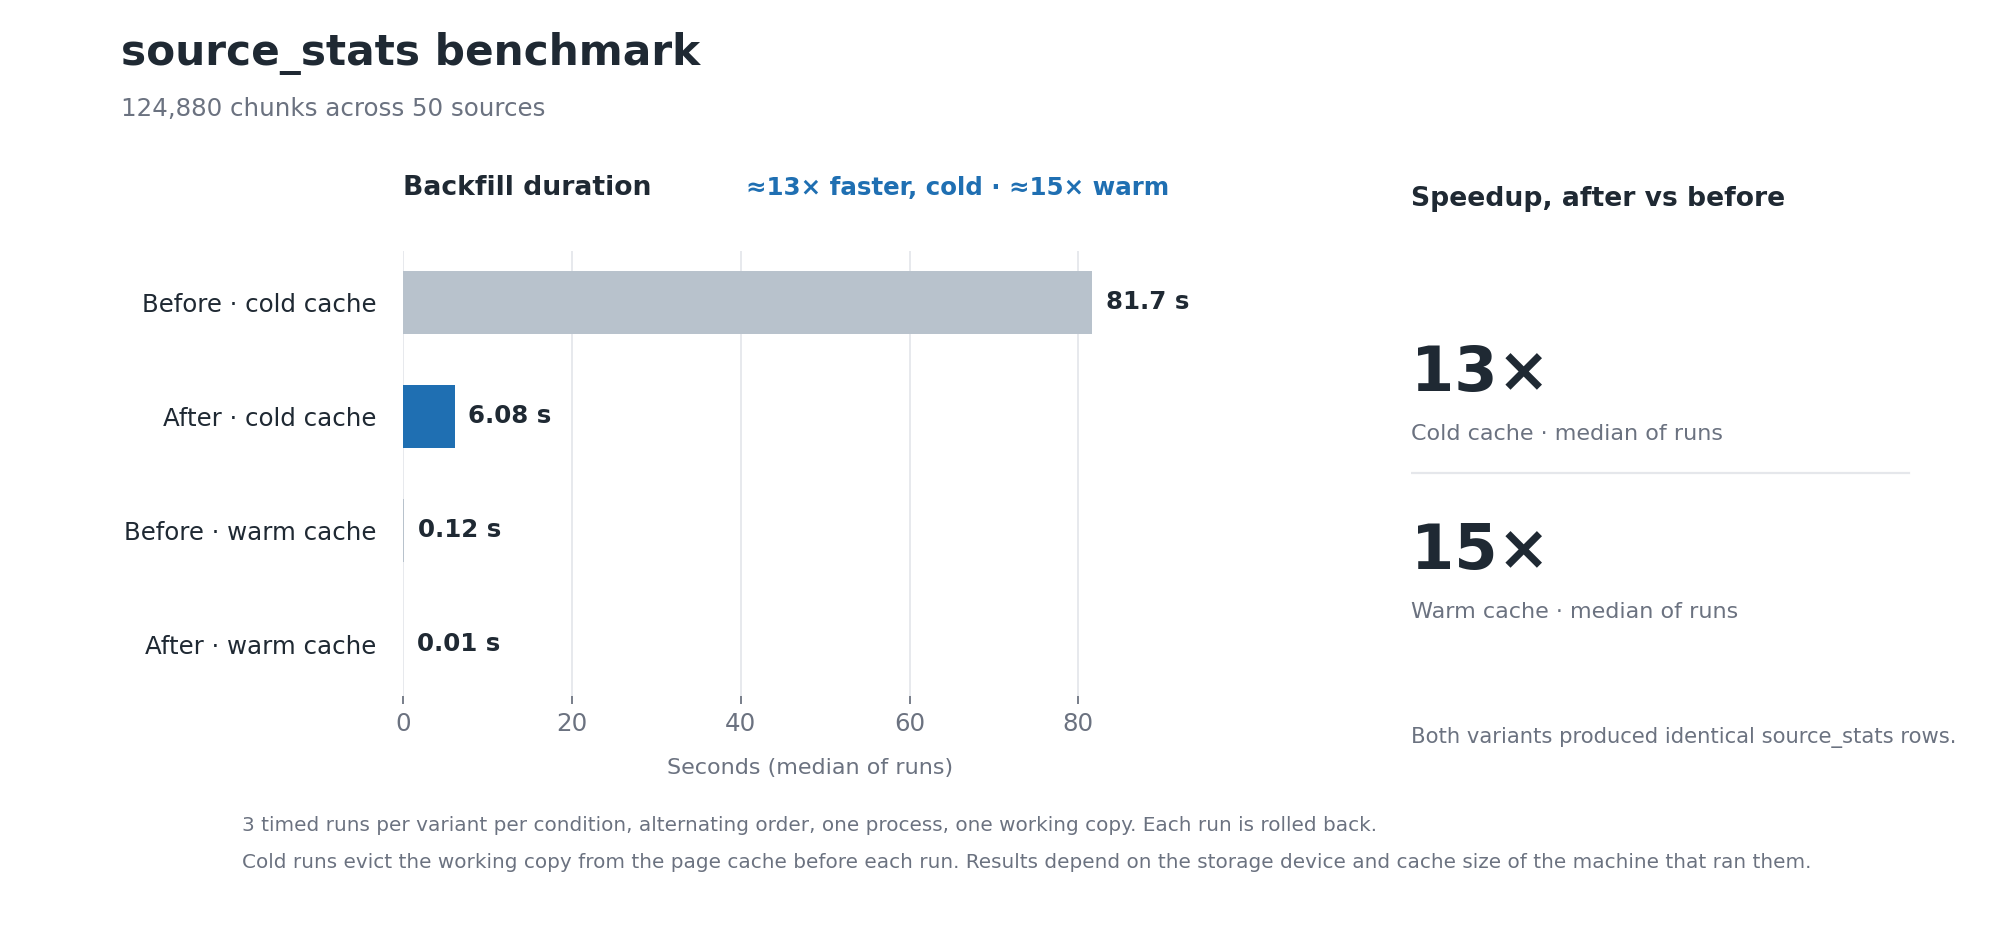 source_stats benchmark
124,880 chunks across 50 sources
Backfill duration
≈13× faster, cold · ≈15× warm
Before · cold cache
81.7 s
After · cold cache
6.08 s
Before · warm cache
0.12 s
After · warm cache
0.01 s
0 20 40 60 80
Seconds (median of runs)
Speedup, after vs before
13×
Cold cache · median of runs
15×
Warm cache · median of runs
Both variants produced identical source_stats rows.
3 timed runs per variant per condition, alternating order, one process, one working copy. Each run is rolled back.
Cold runs evict the working copy from the page cache before each run. Results depend on the storage device and cache size of the machine that ran them.